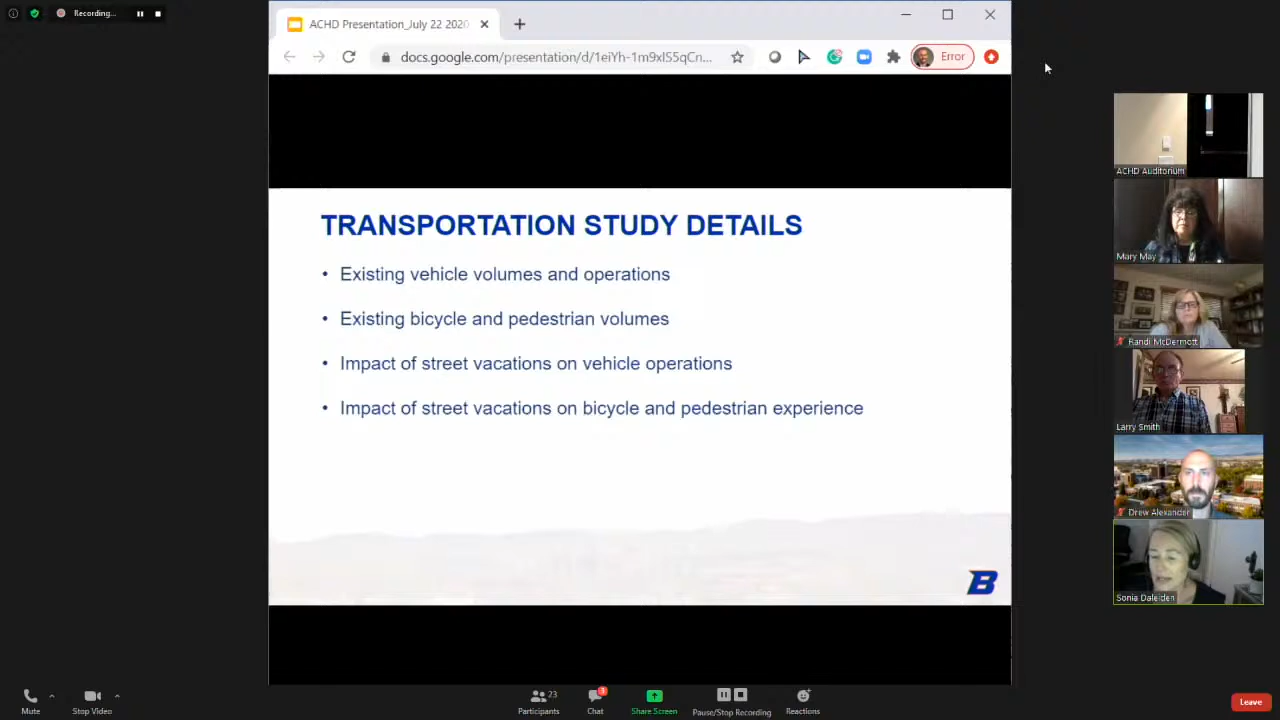 Recording...
ACHD Presentation_July 22 2020
docs.google.com/presentation/d/1eiYh-1m9xIS5qCn...
Error
TRANSPORTATION STUDY DETAILS
• Existing vehicle volumes and operations
• Existing bicycle and pedestrian volumes
• Impact of street vacations on vehicle operations
• Impact of street vacations on bicycle and pedestrian experience
B
ACHD Auditorium
Mary May
Randi McDermott
Larry Smith
Drew Alexander
Sonia Daleiden
Mute
Stop Video
23
Participants
3
Chat
Share Screen
Pause/Stop Recording
Reactions
Leave